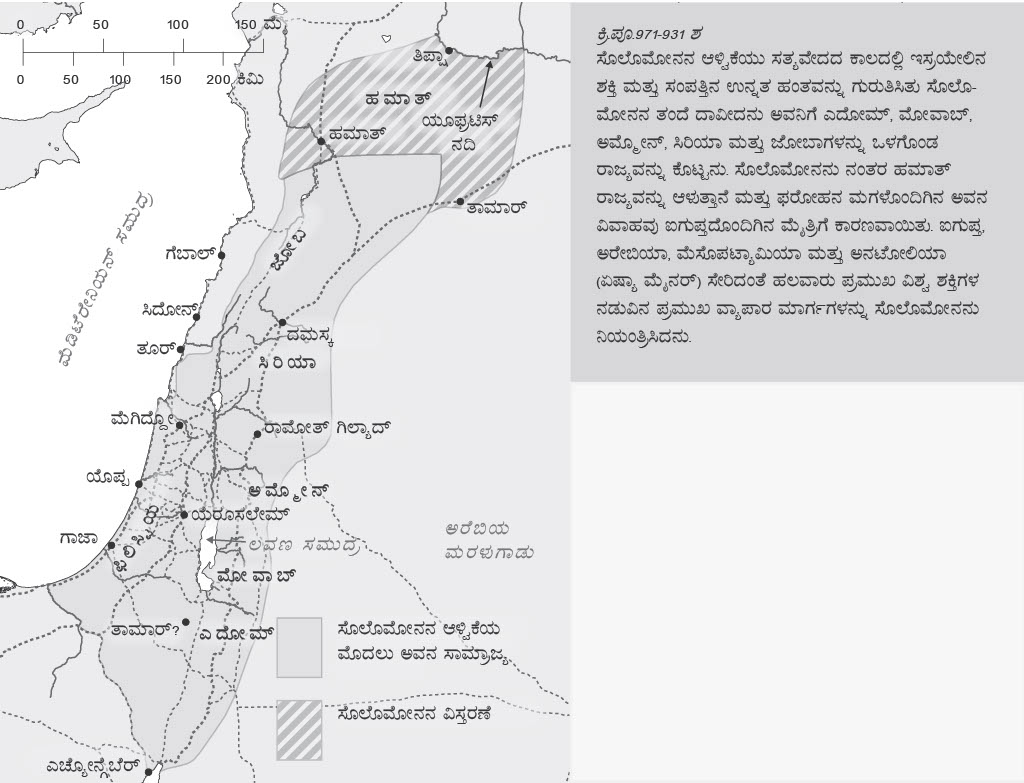 0 50 100 150 ಮೆ
0 50 100 150 200 ಕಿಮಿ
ತಿಪ್ಸಾ
ಹಮಾತ್
ಯೂಫ್ರಟಿಸ್
ನದಿ
ಹಮಾತ್
ತಾಮಾರ್
ಮೆಡಿಟೆರೇನಿಯನ್ ಸಮುದ್ರ
ಗೆಬಾಲ್
ಚೋಬ
ಸಿದೋನ್
ದಮಸ್ಕ
ತೂರ್
ಸಿರಿಯಾ
ಮೆಗಿದ್ದೋ
ರಾಮೋತ್ ಗಿಲ್ಯಾದ್
ಯೊಪ್ಪ
ಅಮ್ಮೋನ್
ಯೆರೂಸಲೇಮ್
ಗಾಜಾ
ಲವಣ ಸಮುದ್ರ
ಅರೆಬಿಯ
ಮರಳುಗಾಡು
ಮೋವಾಬ್
ತಾಮಾರ್?
ಎದೋಮ್
ಎಚ್ಯೋನ್ಗೆಬೆರ್
ಸೊಲೊಮೋನನ ಆಳ್ವಿಕೆಯ
ಮೊದಲು ಅವನ ಸಾಮ್ರಾಜ್ಯ
ಸೊಲೊಮೋನನ ವಿಸ್ತರಣೆ
ಕ್ರಿ.ಪೂ.971-931 ಶ
ಸೊಲೊಮೋನನ ಆಳ್ವಿಕೆಯು ಸತ್ಯವೇದದ ಕಾಲದಲ್ಲಿ ಇಸ್ರಯೇಲಿನ
ಶಕ್ತಿ ಮತ್ತು ಸಂಪತ್ತಿನ ಉನ್ನತ ಹಂತವನ್ನು ಗುರುತಿಸಿತು ಸೊಲೊ-
ಮೋನನ ತಂದೆ ದಾವೀದನು ಅವನಿಗೆ ಎದೋಮ್, ಮೋವಾಬ್,
ಅಮ್ಮೋನ್, ಸಿರಿಯಾ ಮತ್ತು ಜೋಬಾಗಳನ್ನು ಒಳಗೊಂಡ
ರಾಜ್ಯವನ್ನು ಕೊಟ್ಟನು. ಸೊಲೊಮೋನನು ನಂತರ ಹಮಾತ್
ರಾಜ್ಯವನ್ನು ಆಳುತ್ತಾನೆ ಮತ್ತು ಫರೋಹನ ಮಗಳೊಂದಿಗಿನ ಅವನ
ವಿವಾಹವು ಐಗುಪ್ತದೊಂದಿಗಿನ ಮೈತ್ರಿಗೆ ಕಾರಣವಾಯಿತು. ಐಗುಪ್ತ,
ಅರೇಬಿಯಾ, ಮೆಸೊಪಟ್ಯಾಮಿಯಾ ಮತ್ತು ಅನಟೋಲಿಯಾ
(ಏಷ್ಯಾ ಮೈನರ್) ಸೇರಿದಂತೆ ಹಲವಾರು ಪ್ರಮುಖ ವಿಶ್ವ ಶಕ್ತಿಗಳ
ನಡುವಿನ ಪ್ರಮುಖ ವ್ಯಾಪಾರ ಮಾರ್ಗಗಳನ್ನು ಸೊಲೊಮೋನನು
ನಿಯಂತ್ರಿಸಿದನು.